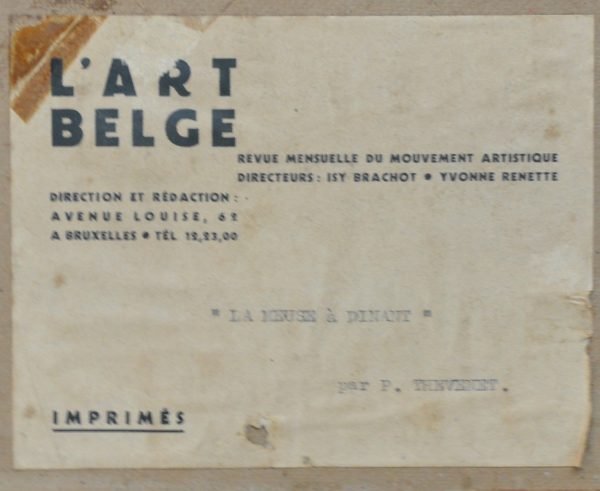 L'ART
BELGE
REVUE MENSUELLE DU MOUVEMENT ARTISTIQUE
DIRECTEURS : ISY BRACHOT • YVONNE RENETTE
DIRECTION ET RÉDACTION :
AVENUE LOUISE, 62
A BRUXELLES • TÉL 12,23,00
" LA MEUSE à DINANT "
par P. THEVENET.
IMPRIMÉS